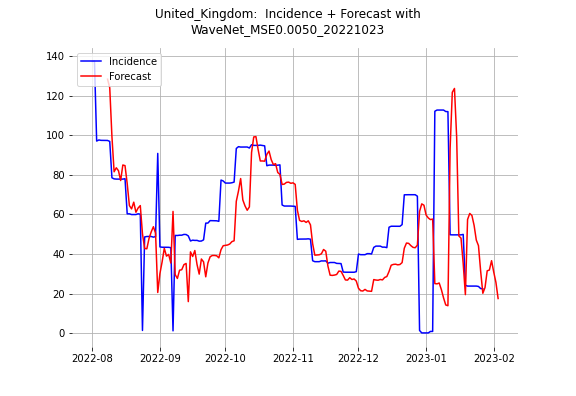 United_Kingdom:  Incidence + Forecast with
WaveNet_MSE0.0050_20221023
Incidence
Forecast
140
120
100
80
60
40
20
0
2022-08 2022-09 2022-10 2022-11 2022-12 2023-01 2023-02